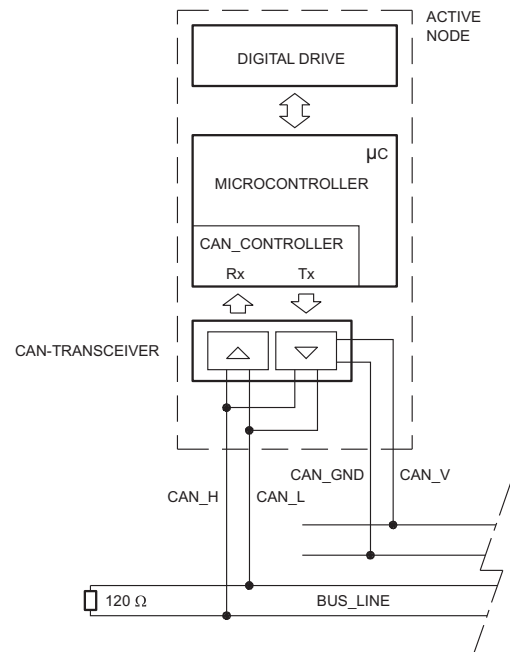 ACTIVE
NODE
DIGITAL DRIVE
µC
MICROCONTROLLER
CAN_CONTROLLER
Rx Tx
CAN-TRANSCEIVER
CAN_GND CAN_V
CAN_H CAN_L
120 Ω BUS_LINE